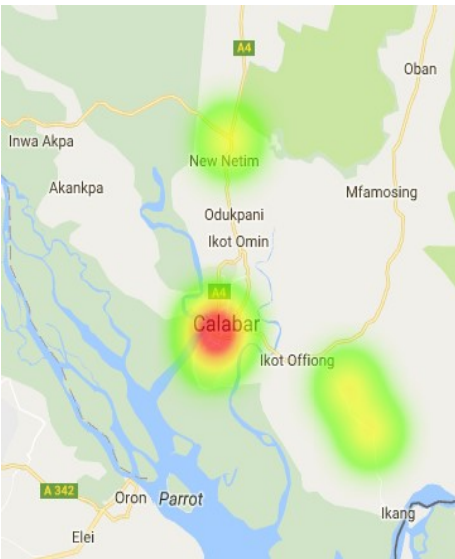 A4
Oban
Inwa Akpa
New Netim
Akankpa
Mfamosing
Odukpani
Ikot Omin
A4
Calabar
Ikot Offiong
A 342
Oron
Parrot
Ikang
Elei